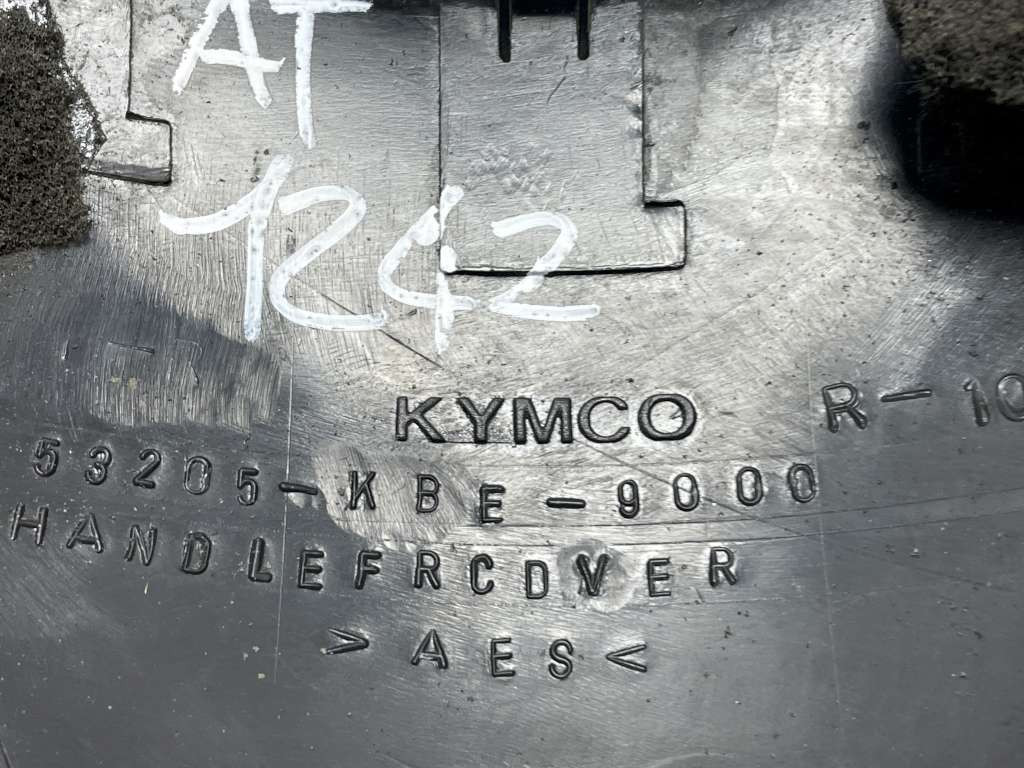 AT
1242
KYMCO R-10
53205-KBE-9000
HANDLEFRCOVER
>AES<